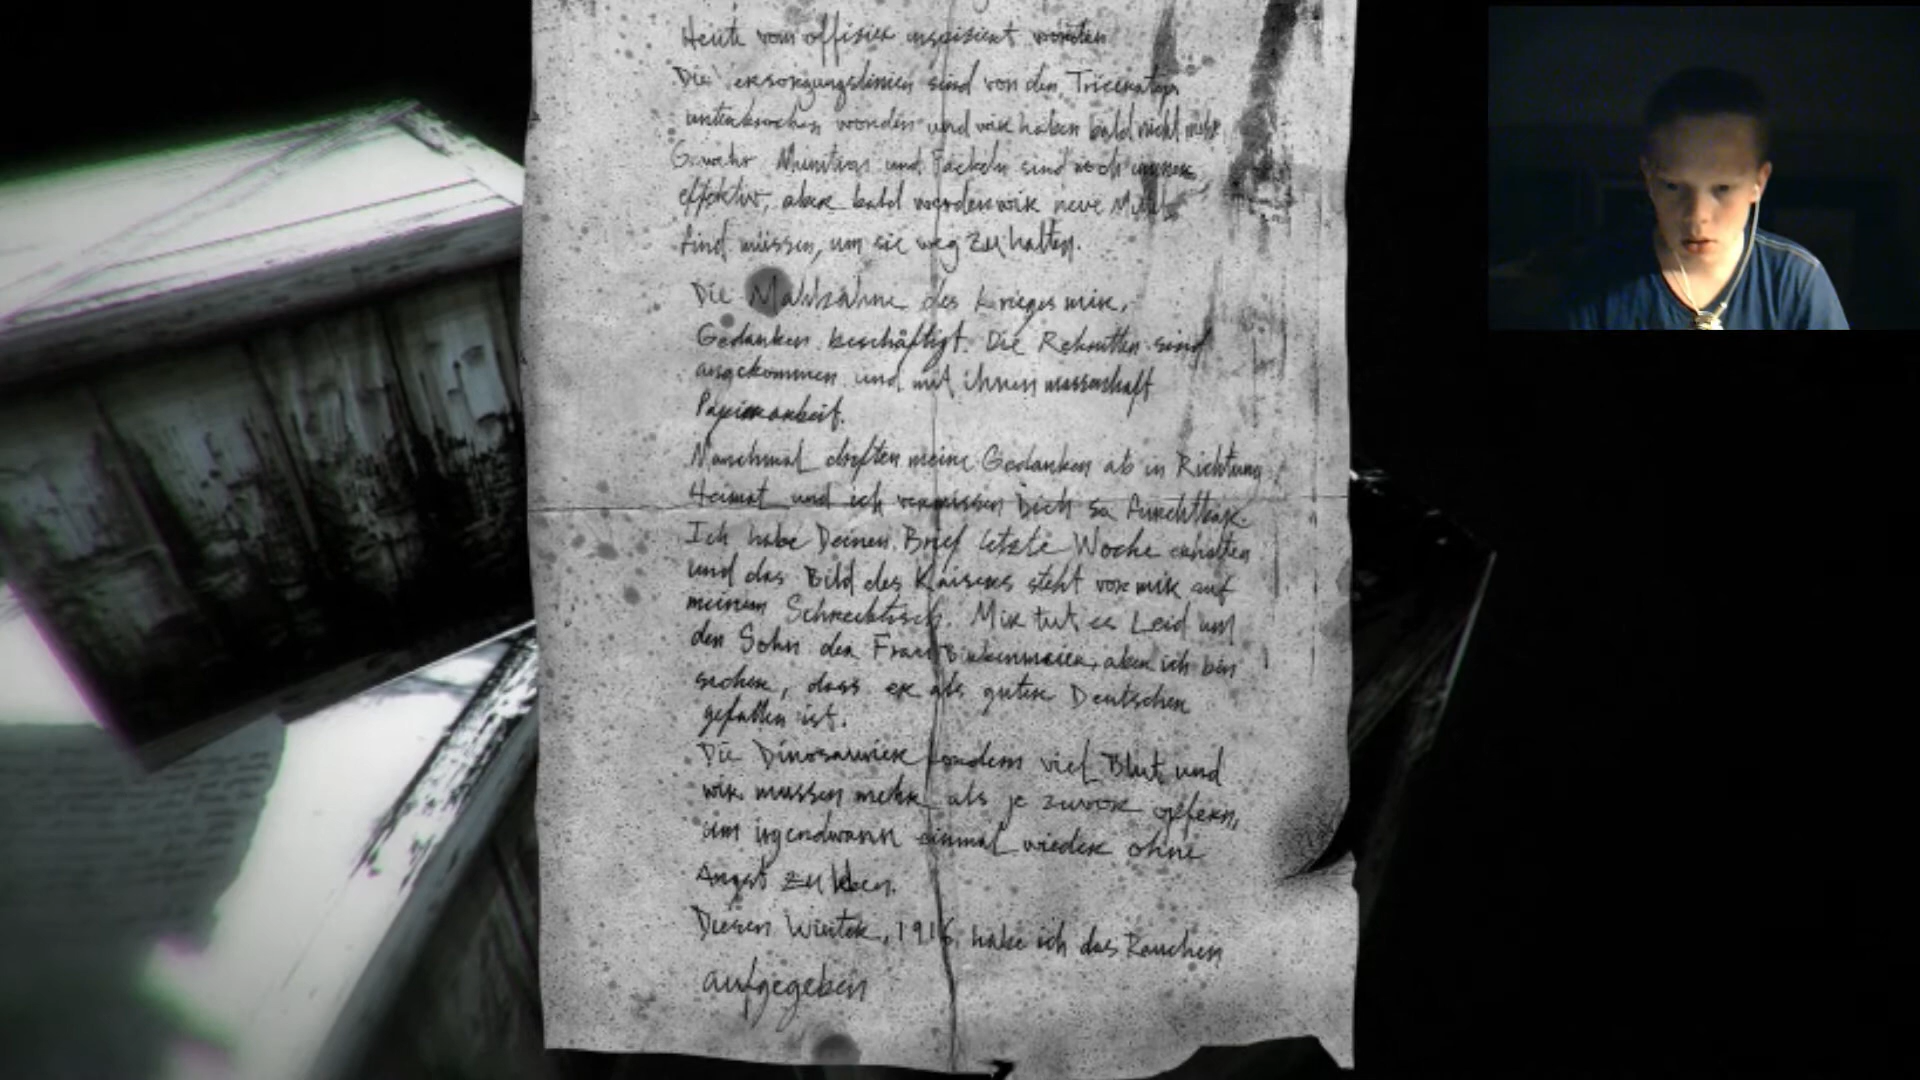 Heute vom offizier inspiziert worden
Die ersorgungslinien sind von den Triceratops
unterbrochen worden und wir haben bald nicht mehr
Munition und Fackeln sind noch immer
effektiv, aber bald werden wir neue Mittel
find müssen, um sie weg zu halten.
Die Mahlzähne des Krieges
Gedanken beschäftigt. Die Rekruten sind
angekommen und mit ihnen massenhaft
Papierarbeit.
Manchmal driften meine Gedanken ab in Richtung
Heimat und ich vermissen Dich so furchtbar.
Ich habe Deinen Brief letzte Woche erhalten
und das Bild des Kaisers steht vor mir auf
meinem Schreibtisch. Mir tut es Leid um
den Sohn der Frau aber ich bin
sicher, dass er als guter Deutscher
gefallen ist.
Die Dinosaurier fordern viel Blut und
wir mussen mehr als je zuvor opfern,
um irgendwann einmal wieder ohne
Angst zu leben.
Diesen Winter, 1916, habe ich das Rauchen
aufgegeben